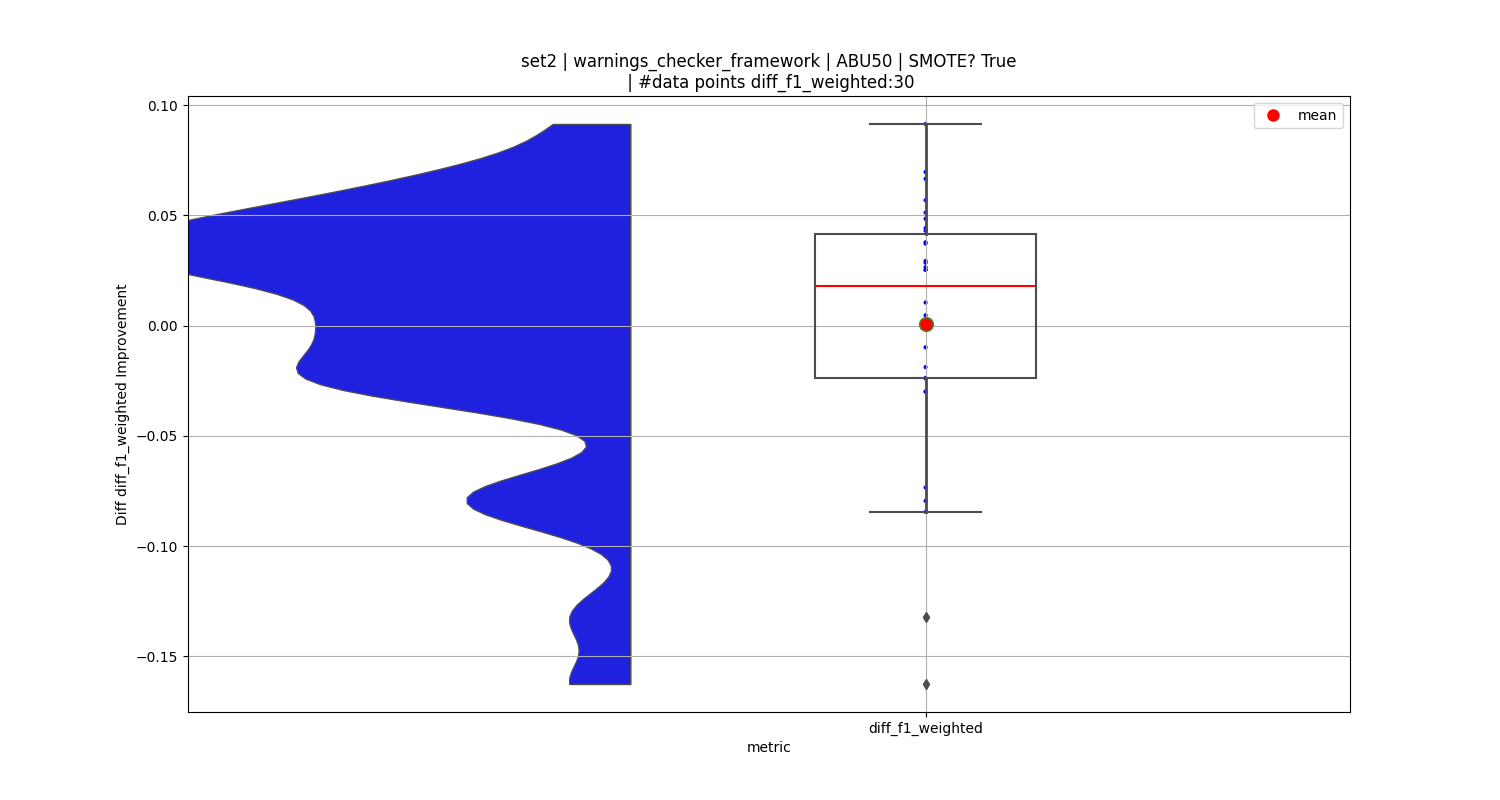 set2 | warnings_checker_framework | ABU50 | SMOTE? True
| #data points diff_f1_weighted:30
mean
0.10
0.05
0.00
−0.05
−0.10
−0.15
Diff diff_f1_weighted Improvement
diff_f1_weighted
metric